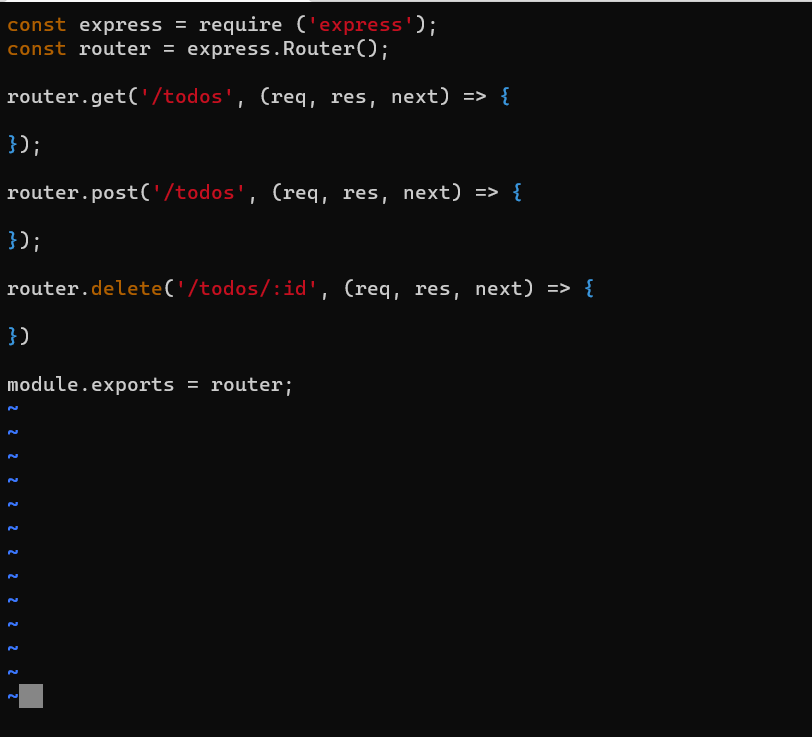 const express = require ('express');
const router = express.Router();
router.get('/todos', (req, res, next) => {
});
router.post('/todos', (req, res, next) => {
});
router.delete('/todos/:id', (req, res, next) => {
})
module.exports = router;
~
~
~
~
~
~
~
~
~
~
~
~
~